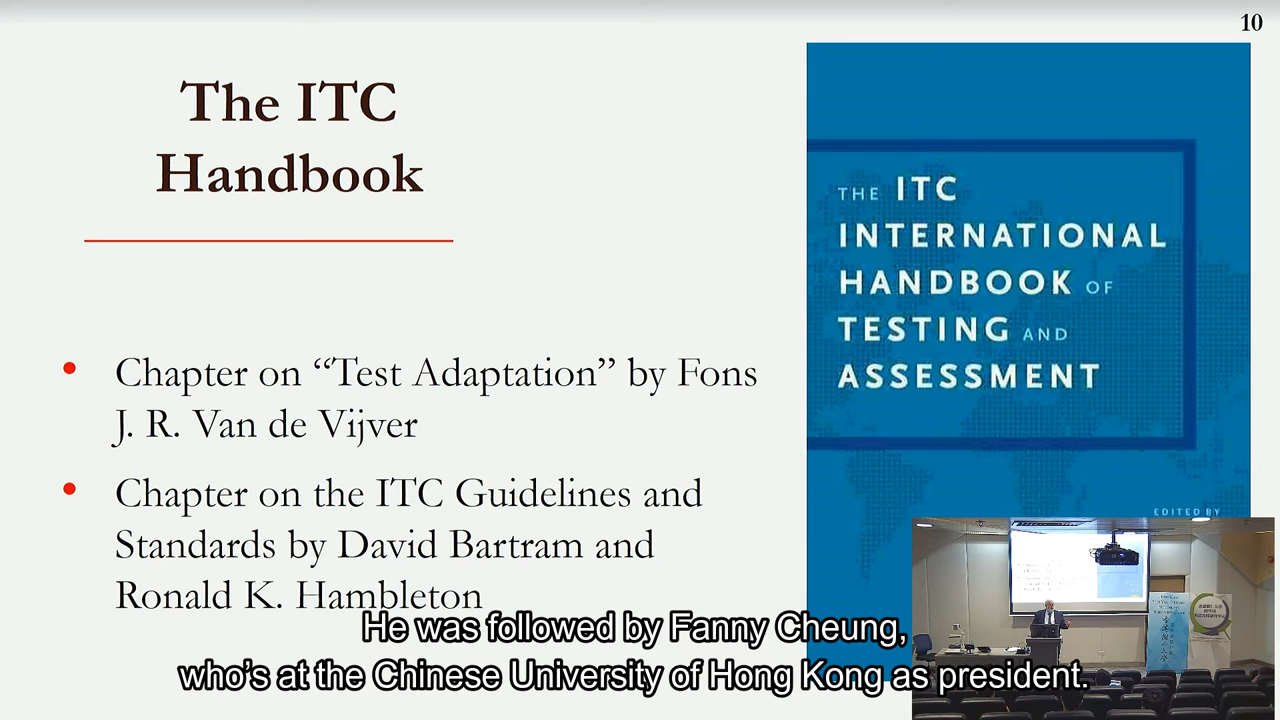 10
The ITC
Handbook
• Chapter on “Test Adaptation” by Fons
J. R. Van de Vijver
• Chapter on the ITC Guidelines and
Standards by David Bartram and
Ronald K. Hambleton
THE ITC
INTERNATIONAL
HANDBOOK OF
TESTING AND
ASSESSMENT
EDITED BY
He was followed by Fanny Cheung,
who's at the Chinese University of Hong Kong as president.